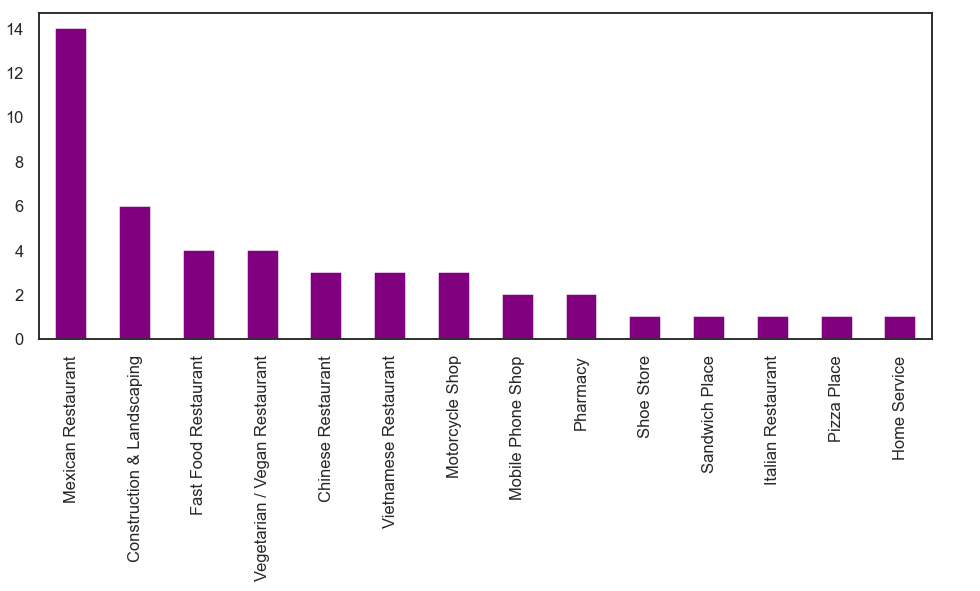 14
12
10
8
6
4
2
0
Mexican Restaurant
Construction & Landscaping
Fast Food Restaurant
Vegetarian / Vegan Restaurant
Chinese Restaurant
Vietnamese Restaurant
Motorcycle Shop
Mobile Phone Shop
Pharmacy
Shoe Store
Sandwich Place
Italian Restaurant
Pizza Place
Home Service